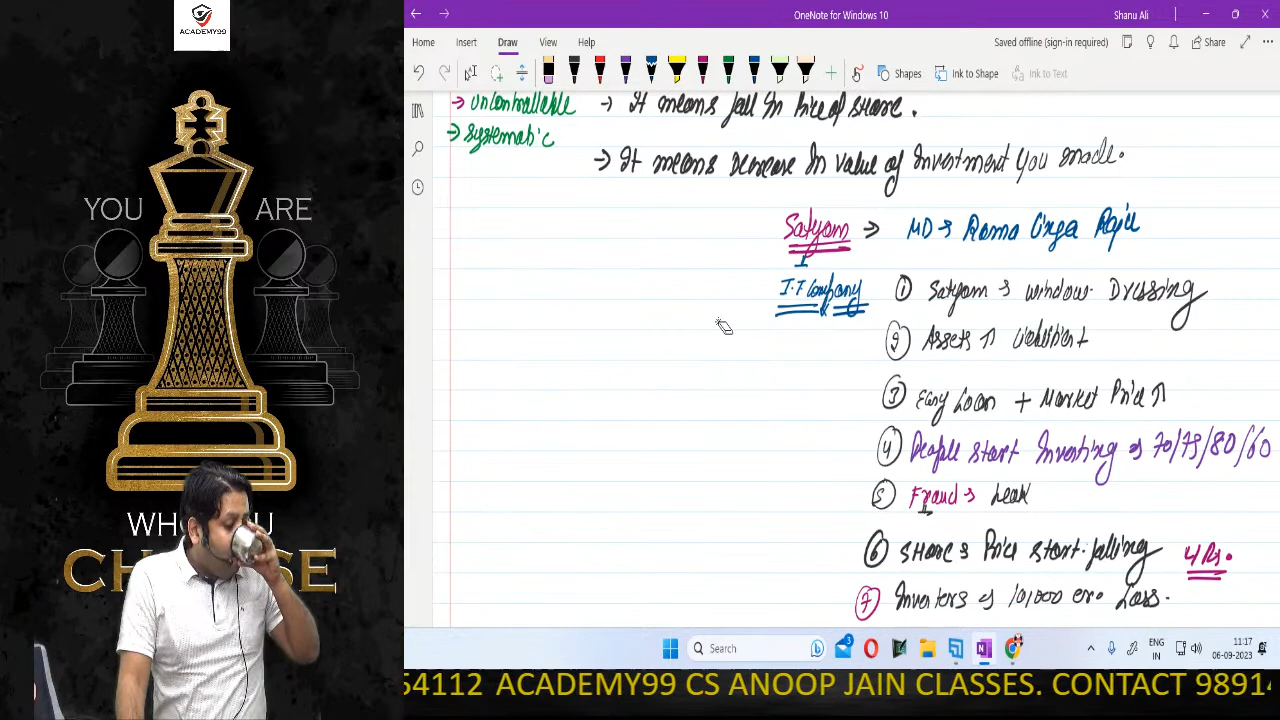 ACADEMY99
YOU ARE
WHO YOU
CHOOSE
OneNote for Windows 10
Shanu Ali
Home Insert Draw View Help
Saved offline (sign-in required)
Share
Shapes Ink to Shape Ink to Text
→ Uncontrollable
→ Systematic
→ It means fall In Price of share.
→ It means Decrease In value of Investment you made.
Satyam → MD → Rama Linga Raju
I.T Company
① Satyam → window Dressing
② Assets ↑
③ Easy Loan + Market Price ↑
④ People start Investing → 70/75/80/60
⑤ Fraud → Leak
⑥ Share → Price start falling 4 Rs.
⑦ Investors → Loss.
Search
3
ENG
IN
11:17
06-09-2023
54112 ACADEMY99 CS ANOOP JAIN CLASSES. CONTACT 9891